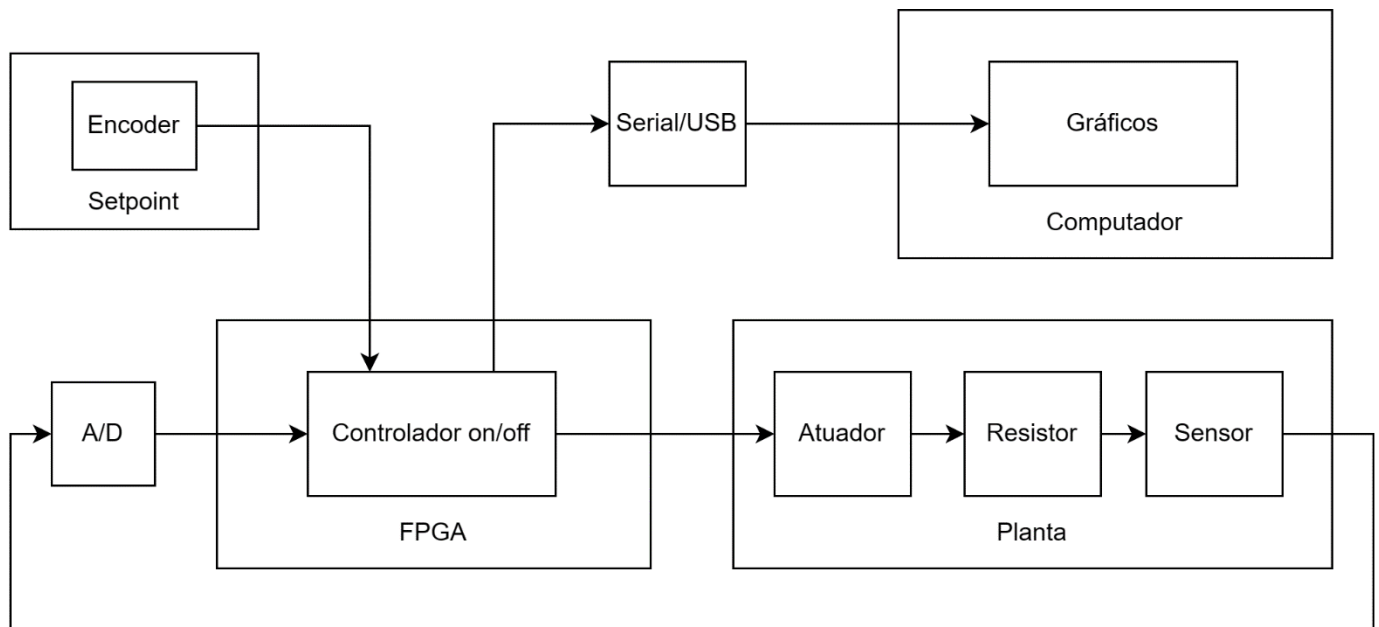 Encoder
Setpoint
Serial/USB
Gráficos
Computador
A/D
Controlador on/off
FPGA
Atuador
Resistor
Sensor
Planta